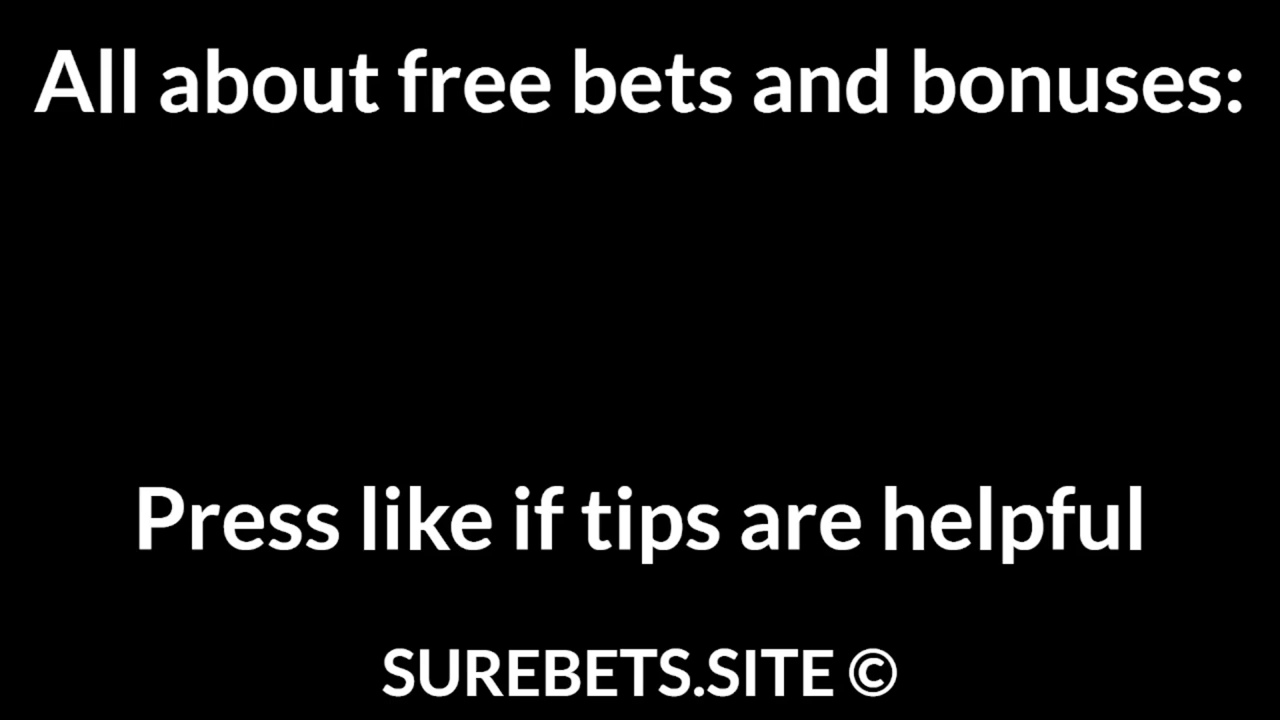 All about free bets and bonuses:
Press like if tips are helpful
SUREBETS.SITE ©